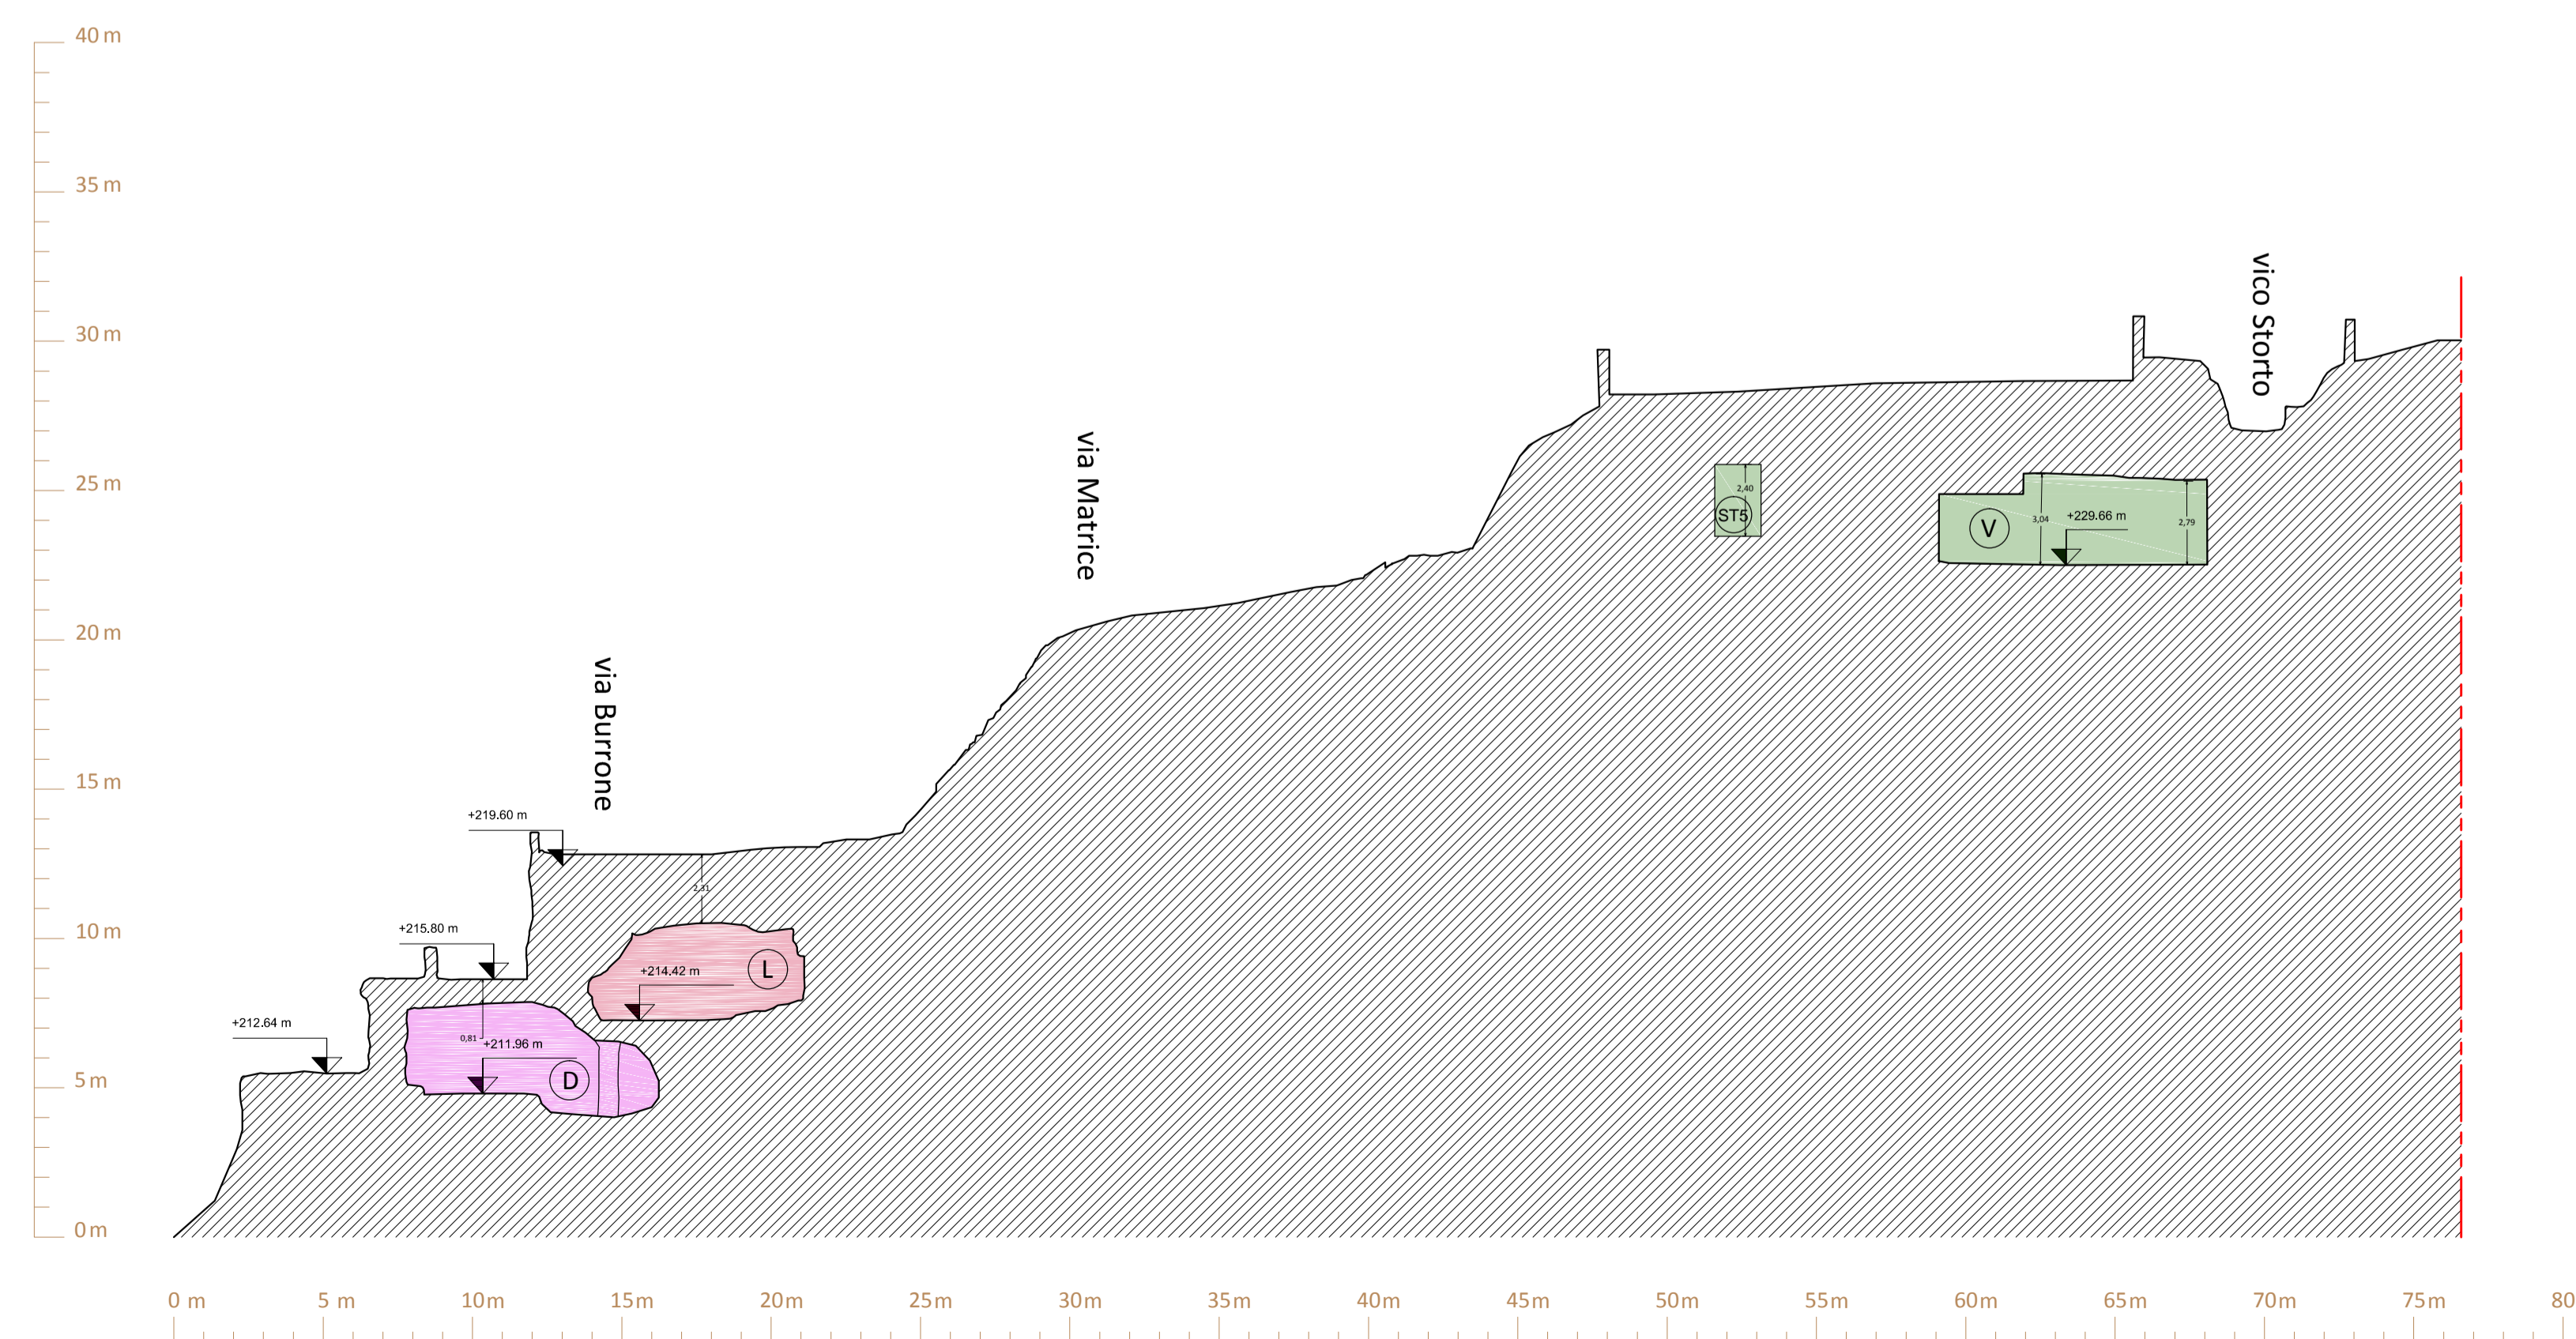 40 m
35 m
30 m
25 m
20 m
15 m
10 m
5 m
0 m
vico Storto
via Matrice
via Burrone
2,40
ST5
V
3,04
+229.66 m
2,79
+219.60 m
2,31
+215.80 m
+214.42 m
L
+212.64 m
0,81
+211.96 m
D
0 m 5 m 10m 15m 20m 25m 30m 35m 40m 45m 50m 55m 60m 65m 70m 75m 80